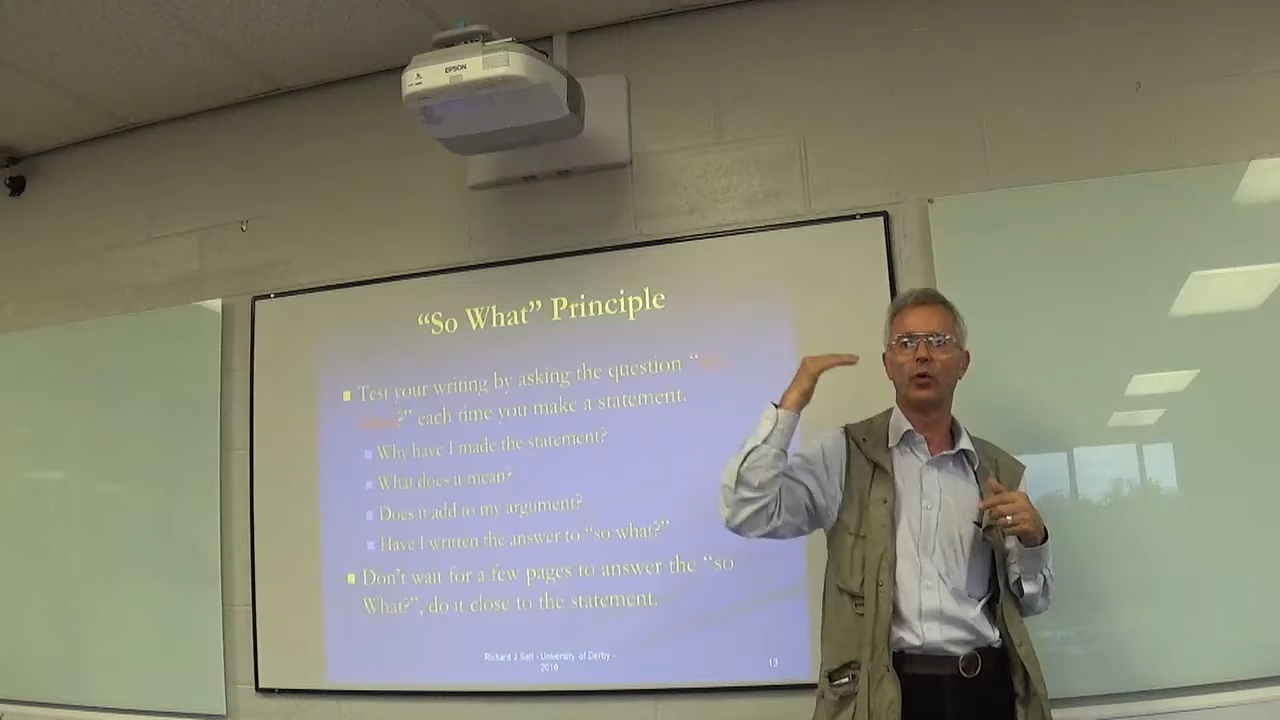 EPSON
“So What” Principle
Test your writing by asking the question “
?” each time you make a statement.
Why have I made the statement?
What does it mean?
Does it add to my argument?
Have I written the answer to “so what?”
Don't wait for a few pages to answer the “so
What?”, do it close to the statement.
Richard J Self - University of Derby -
2010
13